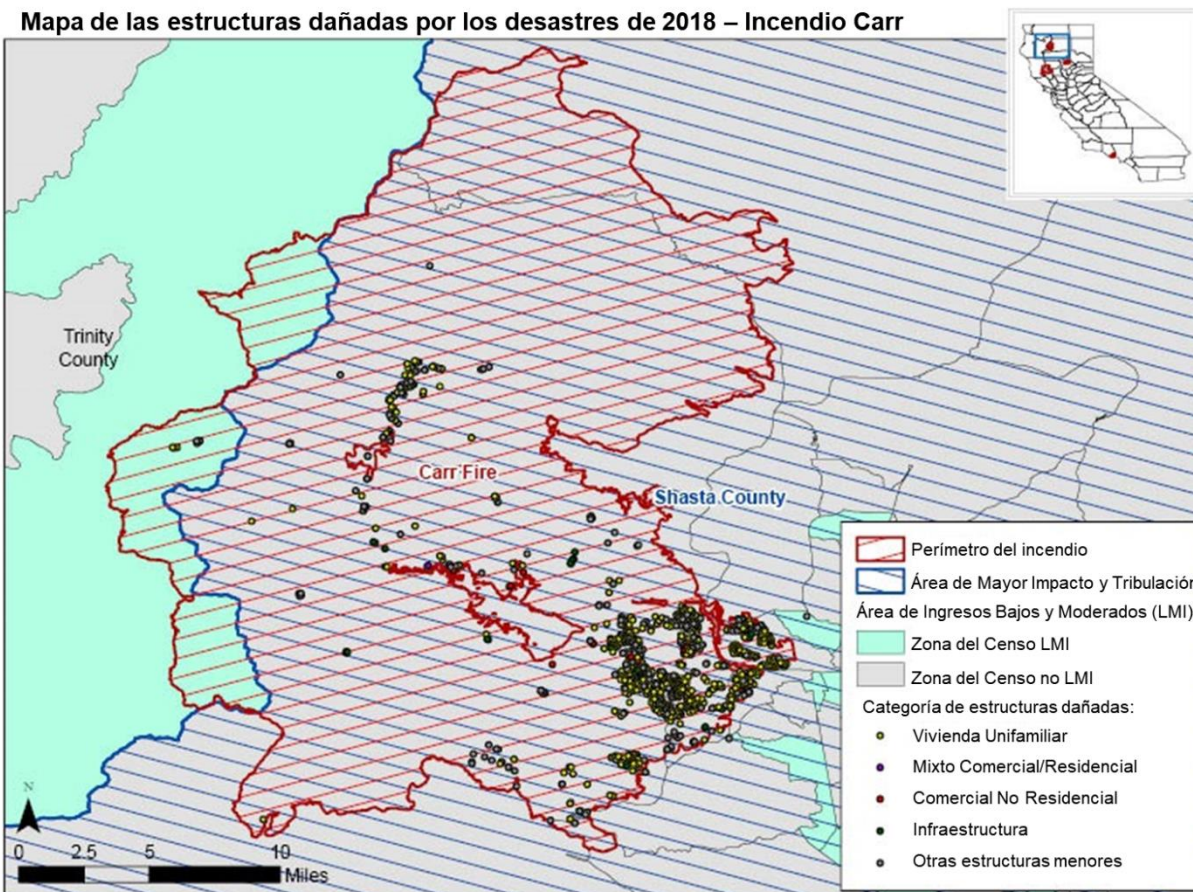 Mapa de las estructuras dañadas por los desastres de 2018 – Incendio Carr
Trinity
County
Carr Fire
Shasta County
Perímetro del incendio
Área de Mayor Impacto y Tribulación
Área de Ingresos Bajos y Moderados (LMI)
Zona del Censo LMI
Zona del Censo no LMI
Categoría de estructuras dañadas:
Vivienda Unifamiliar
Mixto Comercial/Residencial
Comercial No Residencial
Infraestructura
Otras estructuras menores
N
0 2.5 5 10
Miles